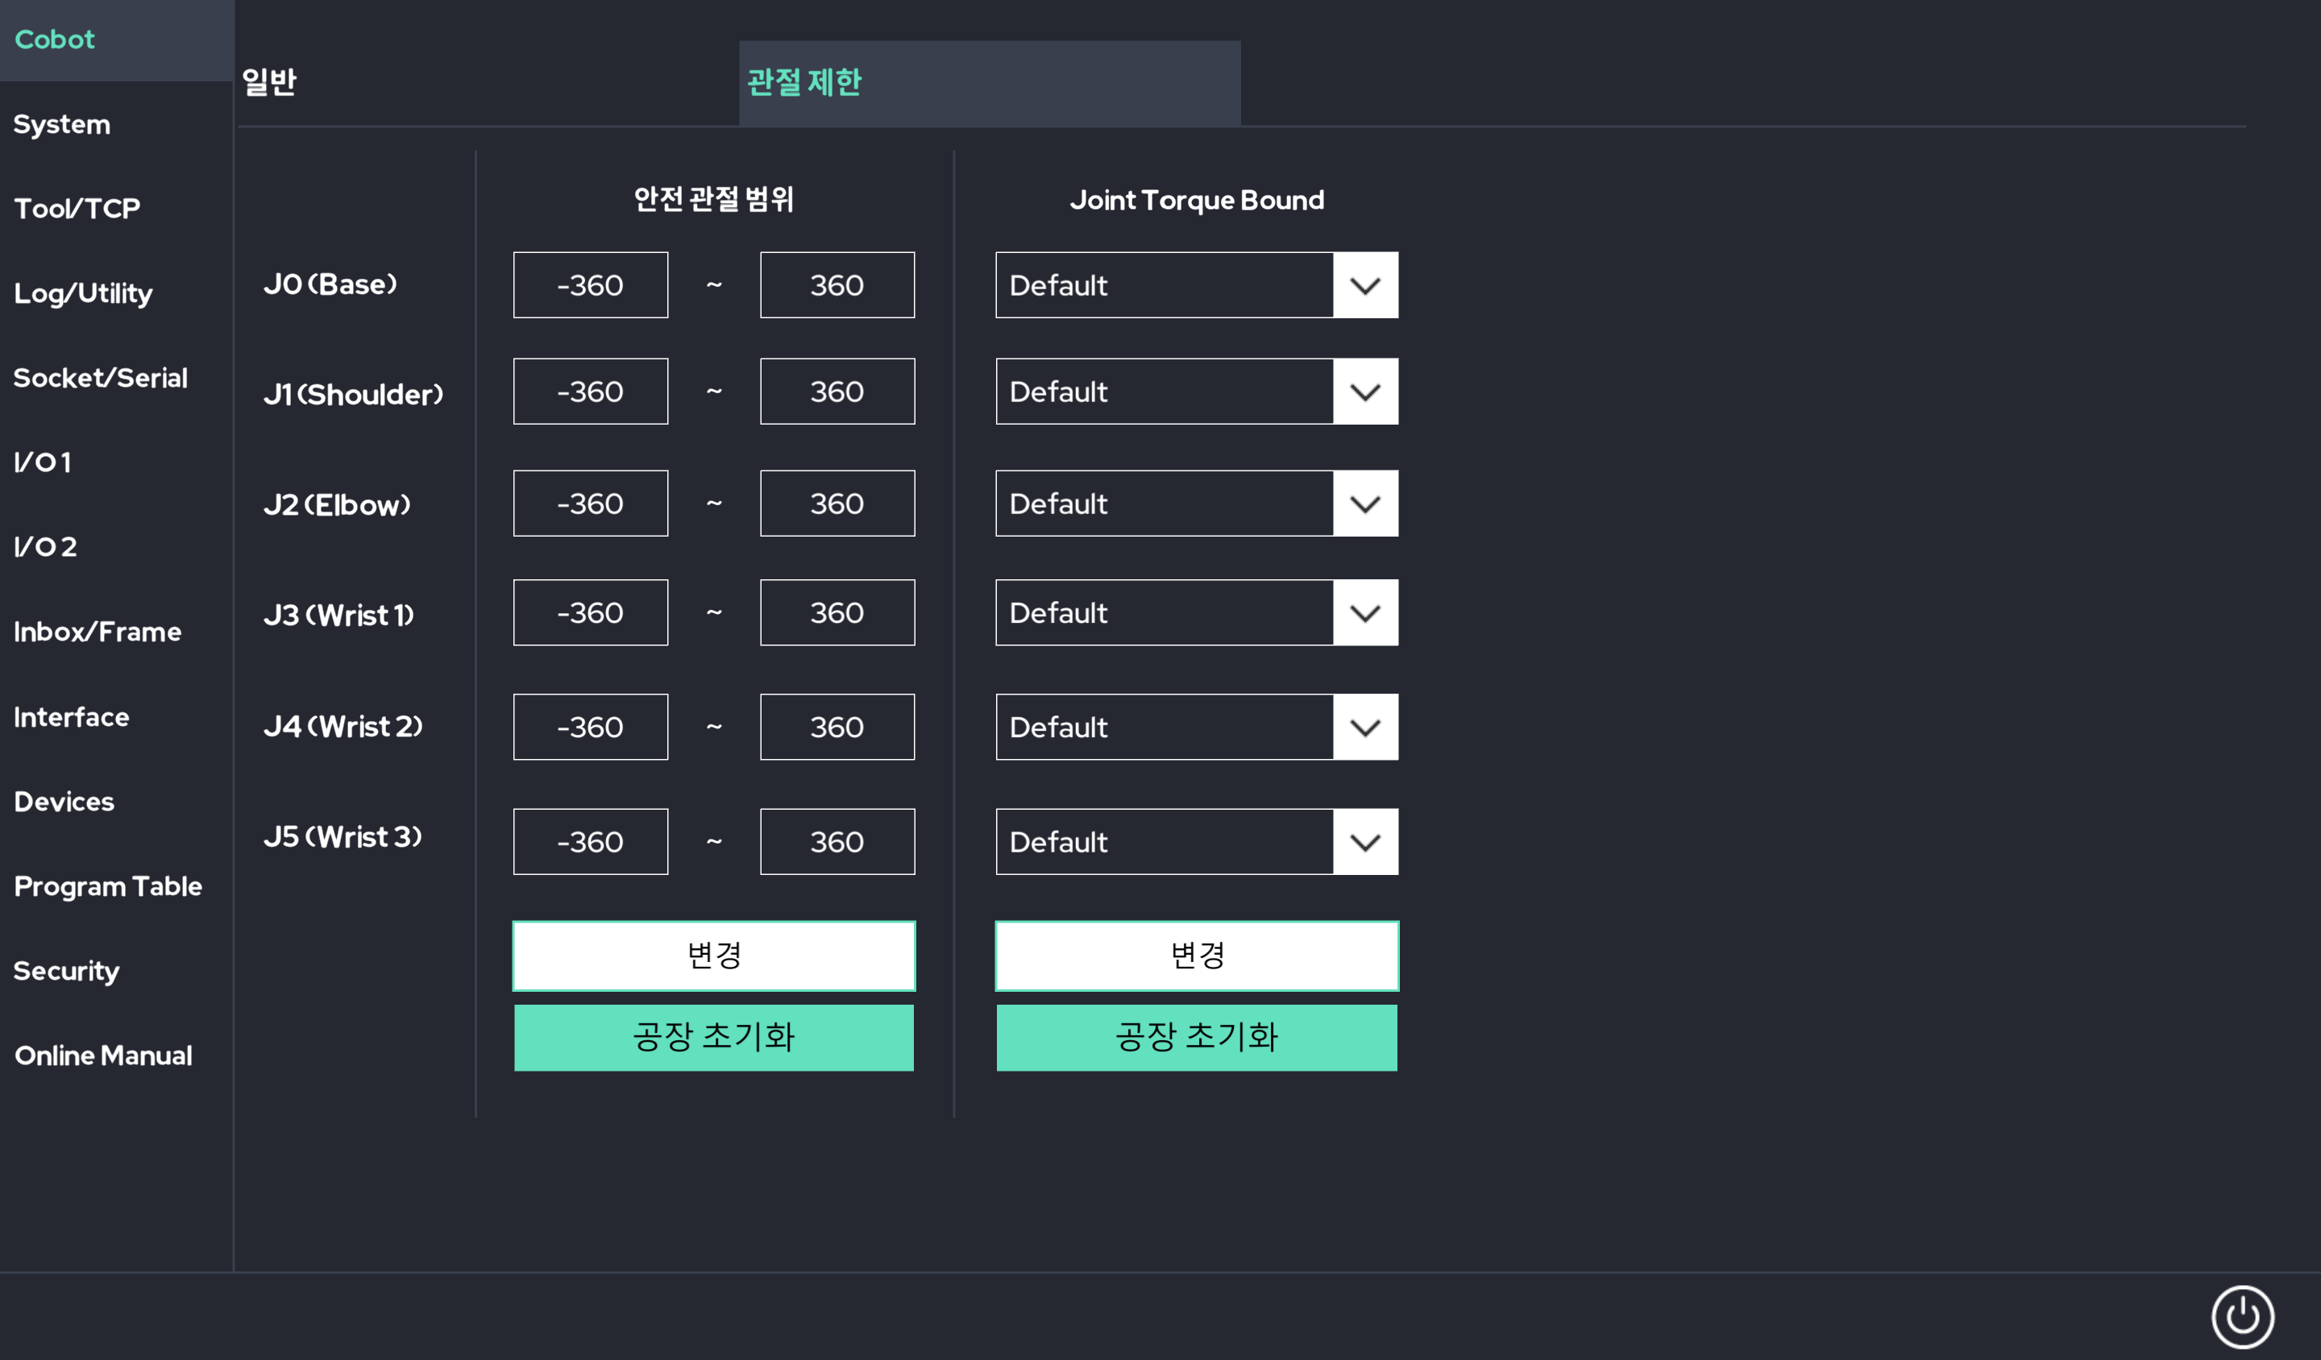 Cobot
System
Tool/TCP
Log/Utility
Socket/Serial
I/O 1
I/O 2
Inbox/Frame
Interface
Devices
Program Table
Security
Online Manual
일반
관절 제한
안전 관절 범위
Joint Torque Bound
J0 (Base) -360 ~ 360 Default
J1 (Shoulder) -360 ~ 360 Default
J2 (Elbow) -360 ~ 360 Default
J3 (Wrist 1) -360 ~ 360 Default
J4 (Wrist 2) -360 ~ 360 Default
J5 (Wrist 3) -360 ~ 360 Default
변경 변경
공장 초기화 공장 초기화